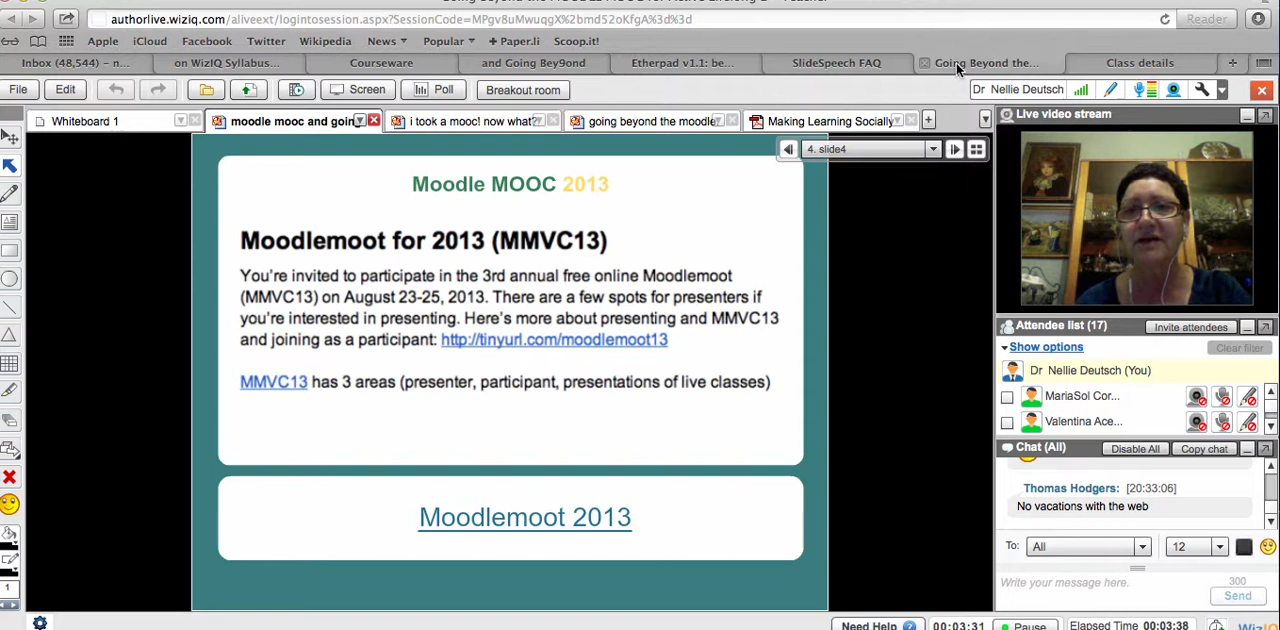 authorlive.wiziq.com/aliveext/logintosession.aspx?SessionCode=MPgv8uMwuqgX%2bmd52oKfgA%3d%3d
Reader
Apple iCloud Facebook Twitter Wikipedia News Popular + Paper.li Scoop.it!
Inbox (48,544) – n... on WizIQ Syllabus... Courseware and Going Bey9ond Etherpad v1.1: be... SlideSpeech FAQ Going Beyond the... Class details
File Edit Screen Poll Breakout room Dr Nellie Deutsch
Whiteboard 1 moodle mooc and going i took a mooc! now what? going beyond the moodle Making Learning Socially
Live video stream
4. slide4
Moodle MOOC 2013
Moodlemoot for 2013 (MMVC13)
You're invited to participate in the 3rd annual free online Moodlemoot
(MMVC13) on August 23-25, 2013. There are a few spots for presenters if
you're interested in presenting. Here's more about presenting and MMVC13
and joining as a participant: http://tinyurl.com/moodlemoot13
MMVC13 has 3 areas (presenter, participant, presentations of live classes)
Moodlemoot 2013
Attendee list (17) Invite attendees
Show options Clear filter
Dr Nellie Deutsch (You)
MariaSol Cor...
Valentina Ace...
Chat (All) Disable All Copy chat
Thomas Hodgers: [20:33:06]
No vacations with the web
To: All 12
Write your message here. 300
Send
1
Need Help ? 00:03:31 Pause Elapsed Time 00:03:38 WizIQ